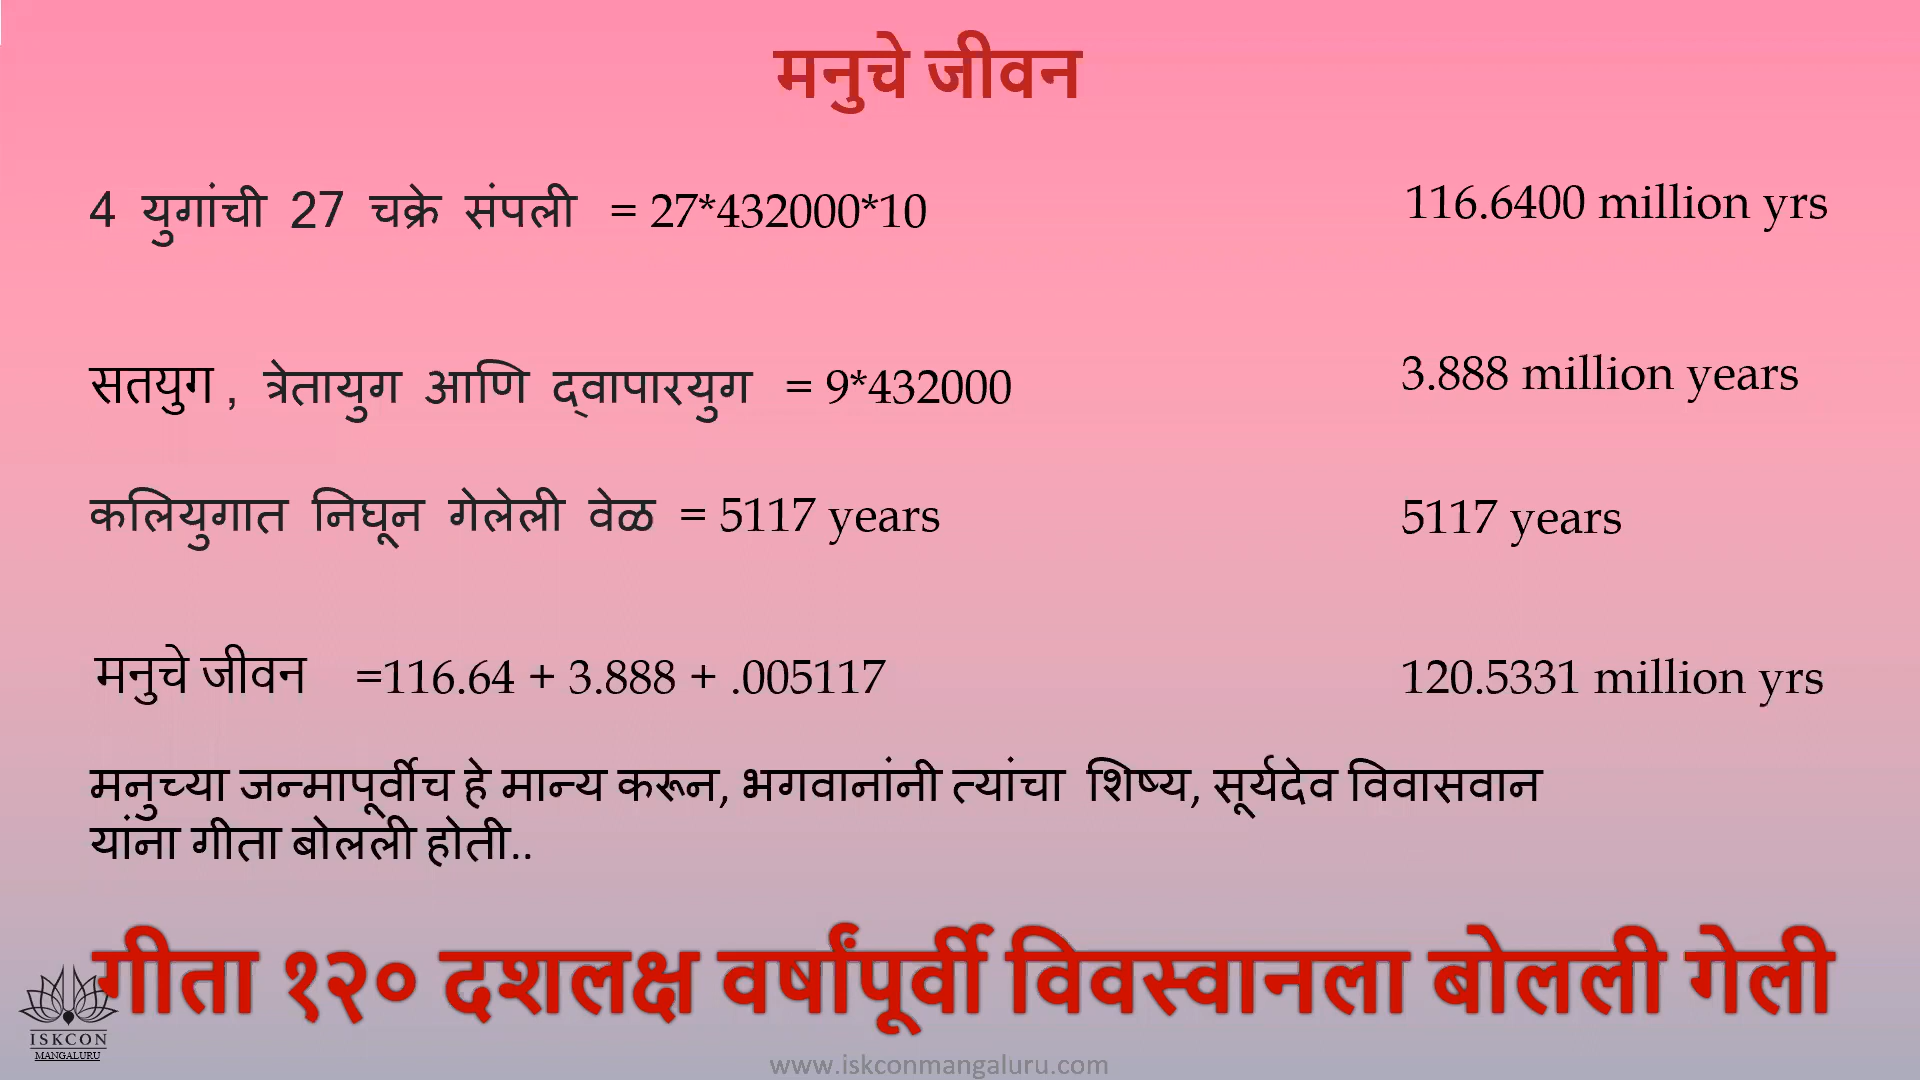 मनुचे जीवन
4 युगांची 27 चक्रे संपली = 27*432000*10 116.6400 million yrs
सतयुग , त्रेतायुग आणि द्वापारयुग = 9*432000 3.888 million years
कलियुगात निघून गेलेली वेळ = 5117 years 5117 years
मनुचे जीवन =116.64 + 3.888 + .005117 120.5331 million yrs
मनुच्या जन्मापूर्वीच हे मान्य करून, भगवानांनी त्यांचा शिष्य, सूर्यदेव विवासवान
यांना गीता बोलली होती..
गीता १२० दशलक्ष वर्षांपूर्वी विवस्वानला बोलली गेली
ISKCON
MANGALURU
www.iskconmangaluru.com